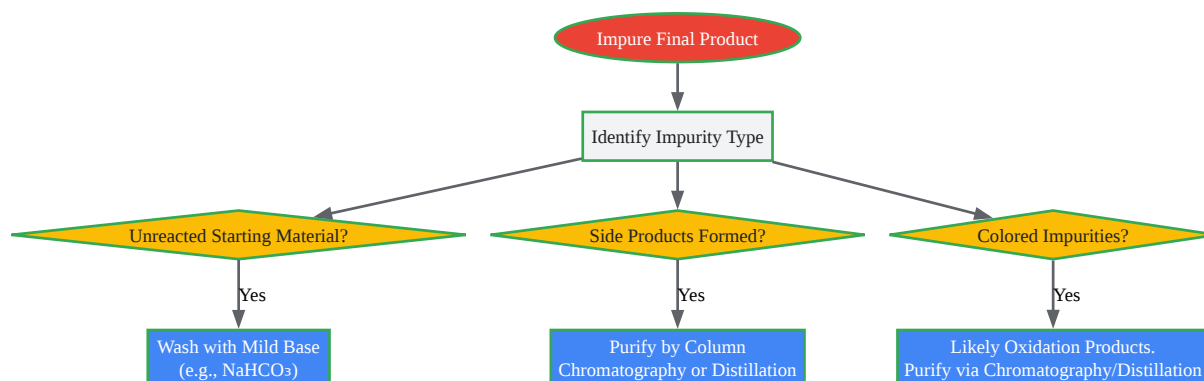 Impure Final Product
Identify Impurity Type
Unreacted Starting Material?
Side Products Formed?
Colored Impurities?
Yes
Yes
Yes
Wash with Mild Base
(e.g., NaHCO₃)
Purify by Column
Chromatography or Distillation
Likely Oxidation Products.
Purify via Chromatography/Distillation